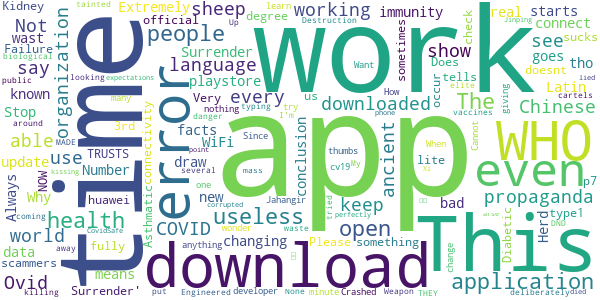 Kidney
tainted
Extremely
sheep
working
immunity
learn
Jinping
biological
Not
official
Up
degree
Destruction
sometimes
real
starts
Failure
wast
people
Surrender
check
connect
sucks
public
looking
expectations
say
organization
language
show
see
goes
tho
known
many
playstore
Does
doesnt
Stop
3rd
Very
every
tells
occur
elite
Want
cartels
lied
Latin
able
TRUSTS
nothing
us
downloaded
The
Chinese
How
phone
Number
WiFi
danger
typing
try
I'm
giving
vaccines
time
error
app
work
WHO
update
Why
NOW
use
connectivity
facts
Since
thumbs
conclusion
lite
When
Cannot
xi
even
p7
huawei
draw
around
MADE
My
cv19
ancient
Always
health
COVID
new
point
several
Jahangir
keep
bad
propaganda
kissing
Asthmatic
useless
mass
tried
open
Diabetic
Herd
type1
world
coming
Covidsafe
one
corrupted
changing
Please
something
This
data
away
fully
wonder
waste
perfectly
change
arise
DND
application
scammers
means
anything
Ovid
killing
Surrender'
put
Engineered
developer
None
minute
Crashed
Weapon
THEY
deliberately
died
download